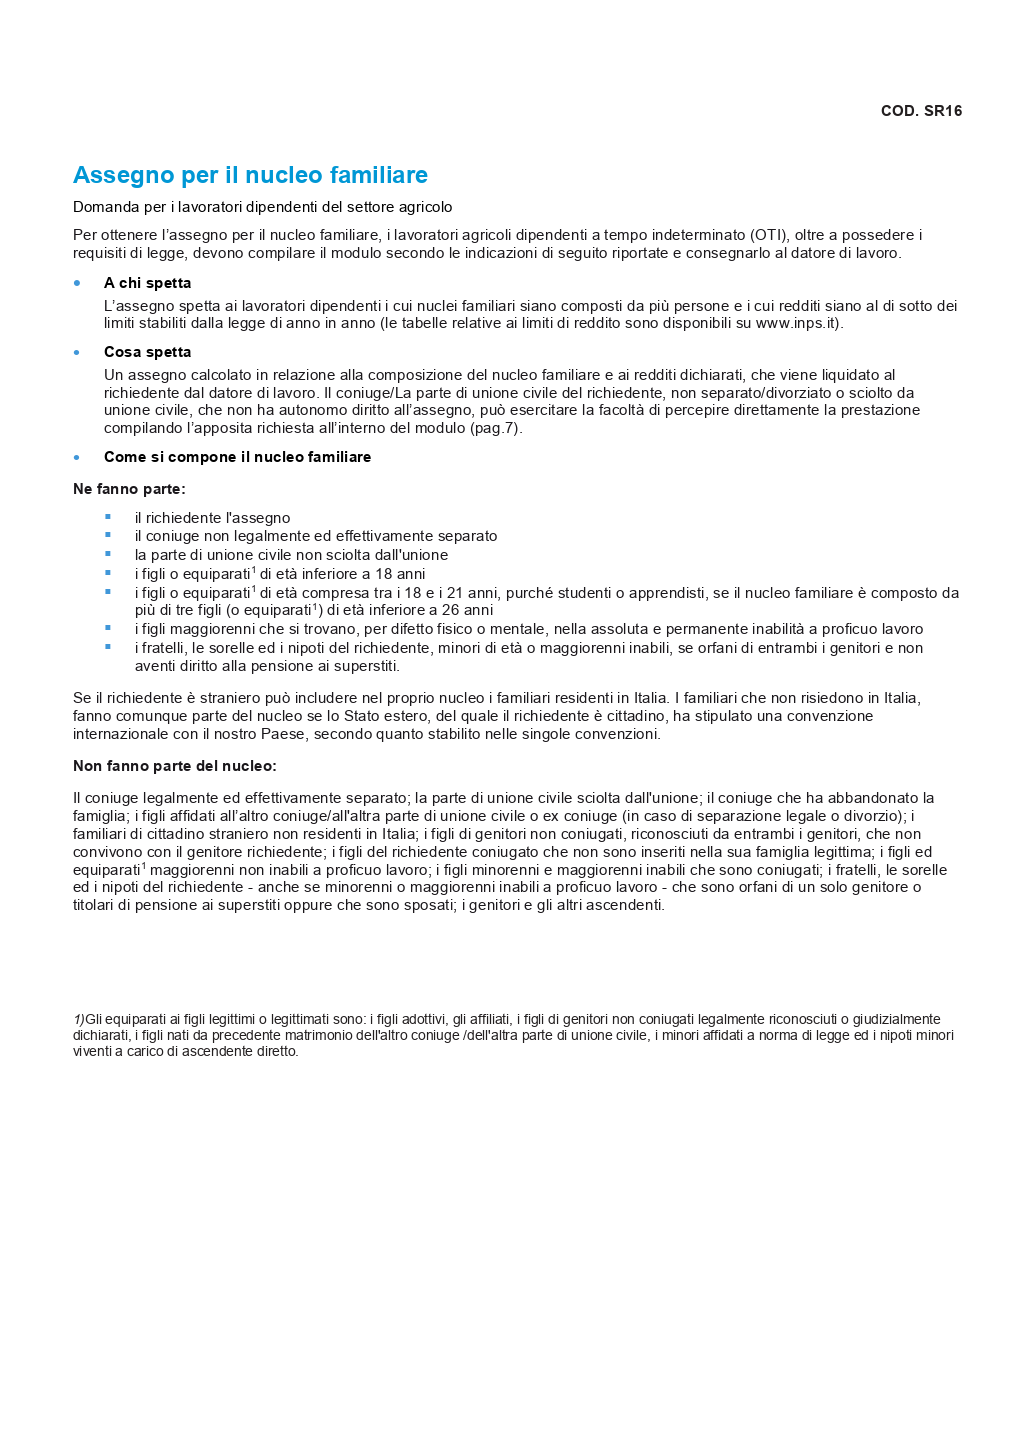 COD. SR16
Assegno per il nucleo familiare
Domanda per i lavoratori dipendenti del settore agricolo
Per ottenere l’assegno per il nucleo familiare, i lavoratori agricoli dipendenti a tempo indeterminato (OTI), oltre a possedere i
requisiti di legge, devono compilare il modulo secondo le indicazioni di seguito riportate e consegnarlo al datore di lavoro.
• A chi spetta
L’assegno spetta ai lavoratori dipendenti i cui nuclei familiari siano composti da più persone e i cui redditi siano al di sotto dei
limiti stabiliti dalla legge di anno in anno (le tabelle relative ai limiti di reddito sono disponibili su www.inps.it).
• Cosa spetta
Un assegno calcolato in relazione alla composizione del nucleo familiare e ai redditi dichiarati, che viene liquidato al
richiedente dal datore di lavoro. Il coniuge/La parte di unione civile del richiedente, non separato/divorziato o sciolto da
unione civile, che non ha autonomo diritto all’assegno, può esercitare la facoltà di percepire direttamente la prestazione
compilando l’apposita richiesta all’interno del modulo (pag.7).
• Come si compone il nucleo familiare
Ne fanno parte:
▪ il richiedente l'assegno
▪ il coniuge non legalmente ed effettivamente separato
▪ la parte di unione civile non sciolta dall'unione
▪ i figli o equiparati¹ di età inferiore a 18 anni
▪ i figli o equiparati¹ di età compresa tra i 18 e i 21 anni, purché studenti o apprendisti, se il nucleo familiare è composto da
più di tre figli (o equiparati¹) di età inferiore a 26 anni
▪ i figli maggiorenni che si trovano, per difetto fisico o mentale, nella assoluta e permanente inabilità a proficuo lavoro
▪ i fratelli, le sorelle ed i nipoti del richiedente, minori di età o maggiorenni inabili, se orfani di entrambi i genitori e non
aventi diritto alla pensione ai superstiti.
Se il richiedente è straniero può includere nel proprio nucleo i familiari residenti in Italia. I familiari che non risiedono in Italia,
fanno comunque parte del nucleo se lo Stato estero, del quale il richiedente è cittadino, ha stipulato una convenzione
internazionale con il nostro Paese, secondo quanto stabilito nelle singole convenzioni.
Non fanno parte del nucleo:
Il coniuge legalmente ed effettivamente separato; la parte di unione civile sciolta dall'unione; il coniuge che ha abbandonato la
famiglia; i figli affidati all’altro coniuge/all'altra parte di unione civile o ex coniuge (in caso di separazione legale o divorzio); i
familiari di cittadino straniero non residenti in Italia; i figli di genitori non coniugati, riconosciuti da entrambi i genitori, che non
convivono con il genitore richiedente; i figli del richiedente coniugato che non sono inseriti nella sua famiglia legittima; i figli ed
equiparati¹ maggiorenni non inabili a proficuo lavoro; i figli minorenni e maggiorenni inabili che sono coniugati; i fratelli, le sorelle
ed i nipoti del richiedente - anche se minorenni o maggiorenni inabili a proficuo lavoro - che sono orfani di un solo genitore o
titolari di pensione ai superstiti oppure che sono sposati; i genitori e gli altri ascendenti.
1)Gli equiparati ai figli legittimi o legittimati sono: i figli adottivi, gli affiliati, i figli di genitori non coniugati legalmente riconosciuti o giudizialmente
dichiarati, i figli nati da precedente matrimonio dell'altro coniuge /dell'altra parte di unione civile, i minori affidati a norma di legge ed i nipoti minori
viventi a carico di ascendente diretto.